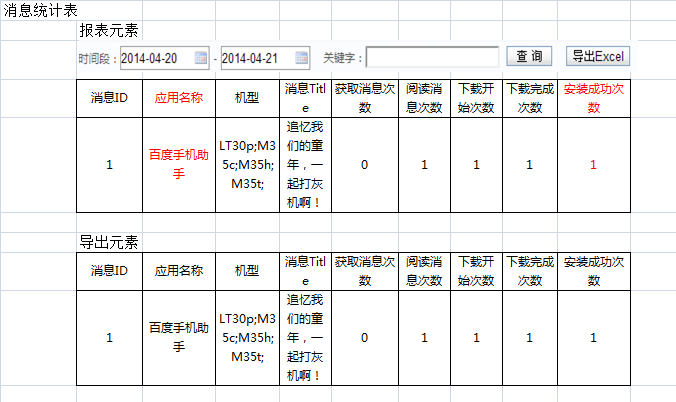 消息统计表
报表元素
时间段：2014-04-20 - 2014-04-21 关键字： 查 询 导出Excel
消息ID 应用名称 机型 消息Title 获取消息次数 阅读消息次数 下载开始次数 下载完成次数 安装成功次数
1 百度手机助手 LT30p;M35c;M35h;M35t; 追忆我们的童年，一起打灰机啊！ 0 1 1 1 1
导出元素
消息ID 应用名称 机型 消息Title 获取消息次数 阅读消息次数 下载开始次数 下载完成次数 安装成功次数
1 百度手机助手 LT30p;M35c;M35h;M35t; 追忆我们的童年，一起打灰机啊！ 0 1 1 1 1